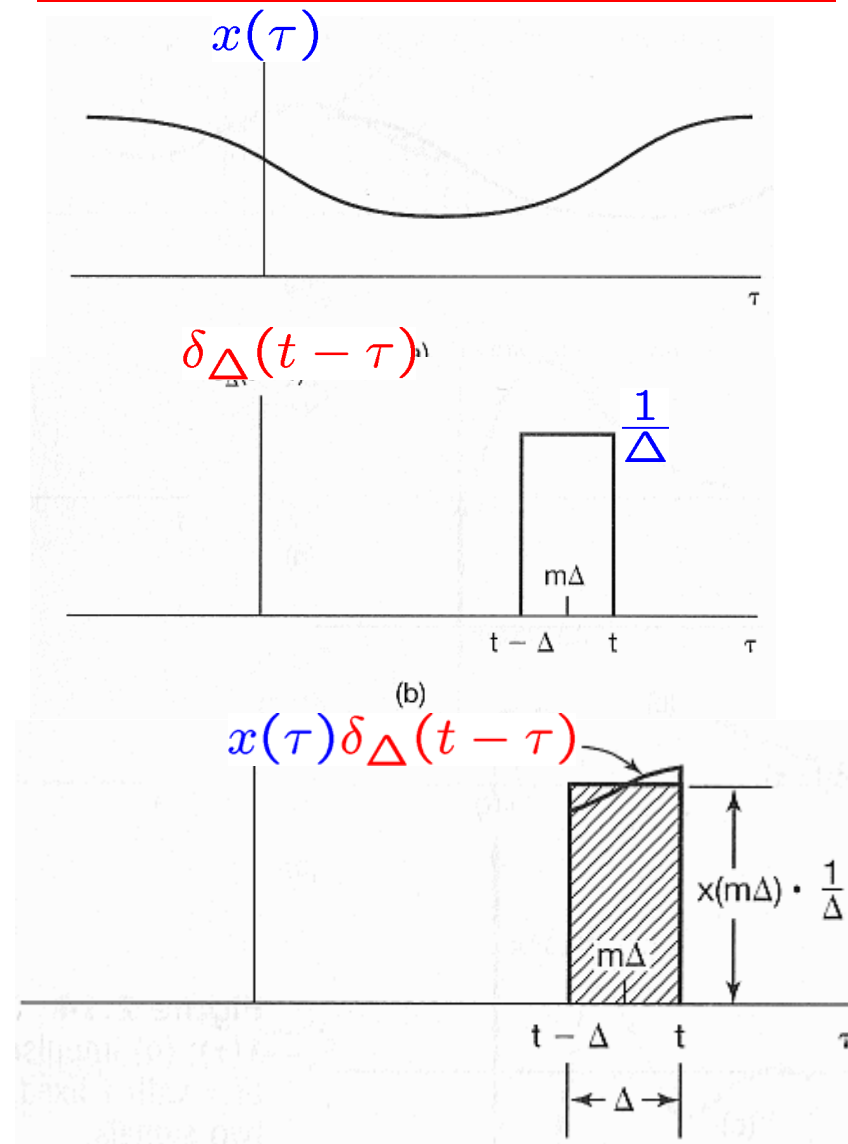 x(τ)
τ
δ_Δ(t − τ)
1/Δ
mΔ
t − Δ t τ
(b)
x(τ)δ_Δ(t − τ)
x(mΔ) · 1/Δ
mΔ
t − Δ t τ
Δ